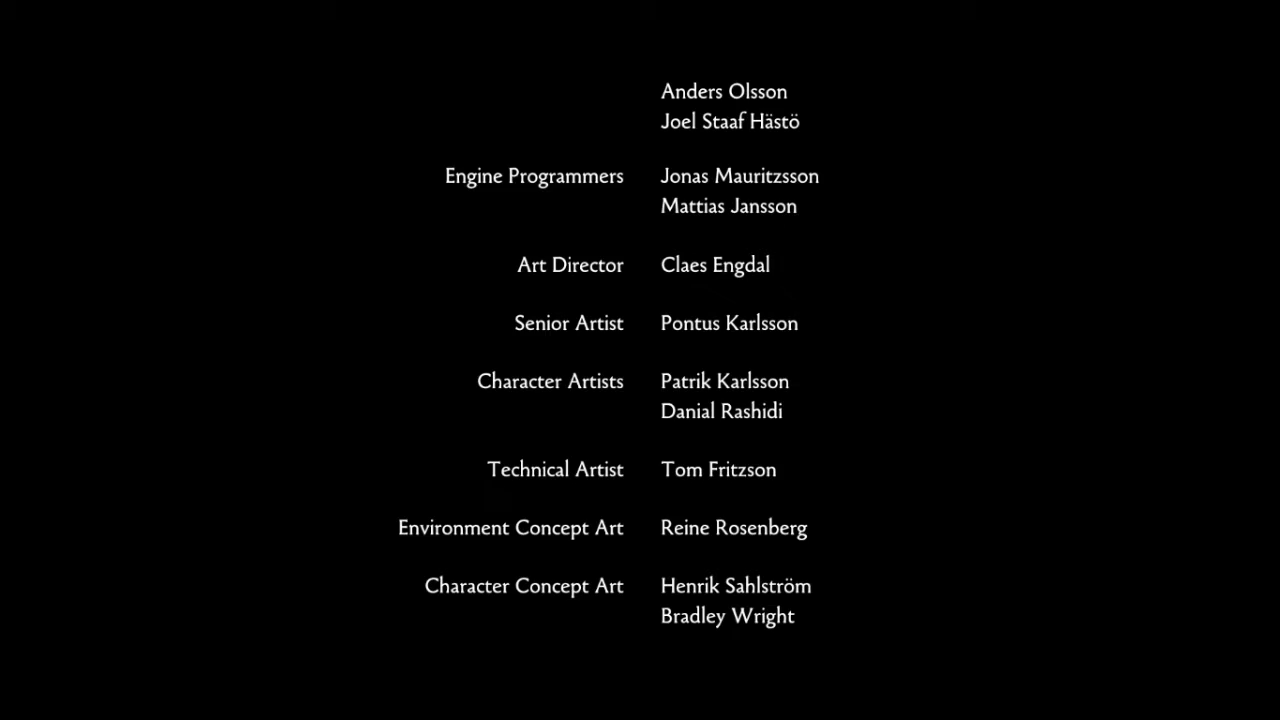 Anders Olsson
Joel Staaf Hästö
Engine Programmers Jonas Mauritzsson
Mattias Jansson
Art Director Claes Engdal
Senior Artist Pontus Karlsson
Character Artists Patrik Karlsson
Danial Rashidi
Technical Artist Tom Fritzson
Environment Concept Art Reine Rosenberg
Character Concept Art Henrik Sahlström
Bradley Wright